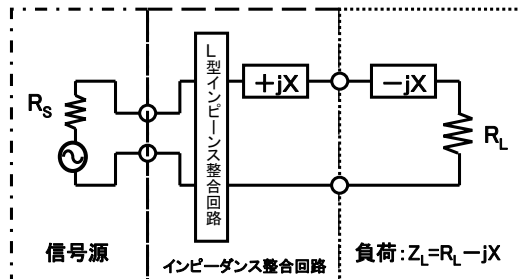 L型インピーンス整合回路
+jX
−jX
R_S
R_L
信号源
インピーダンス整合回路
負荷:Z_L=R_L−jX